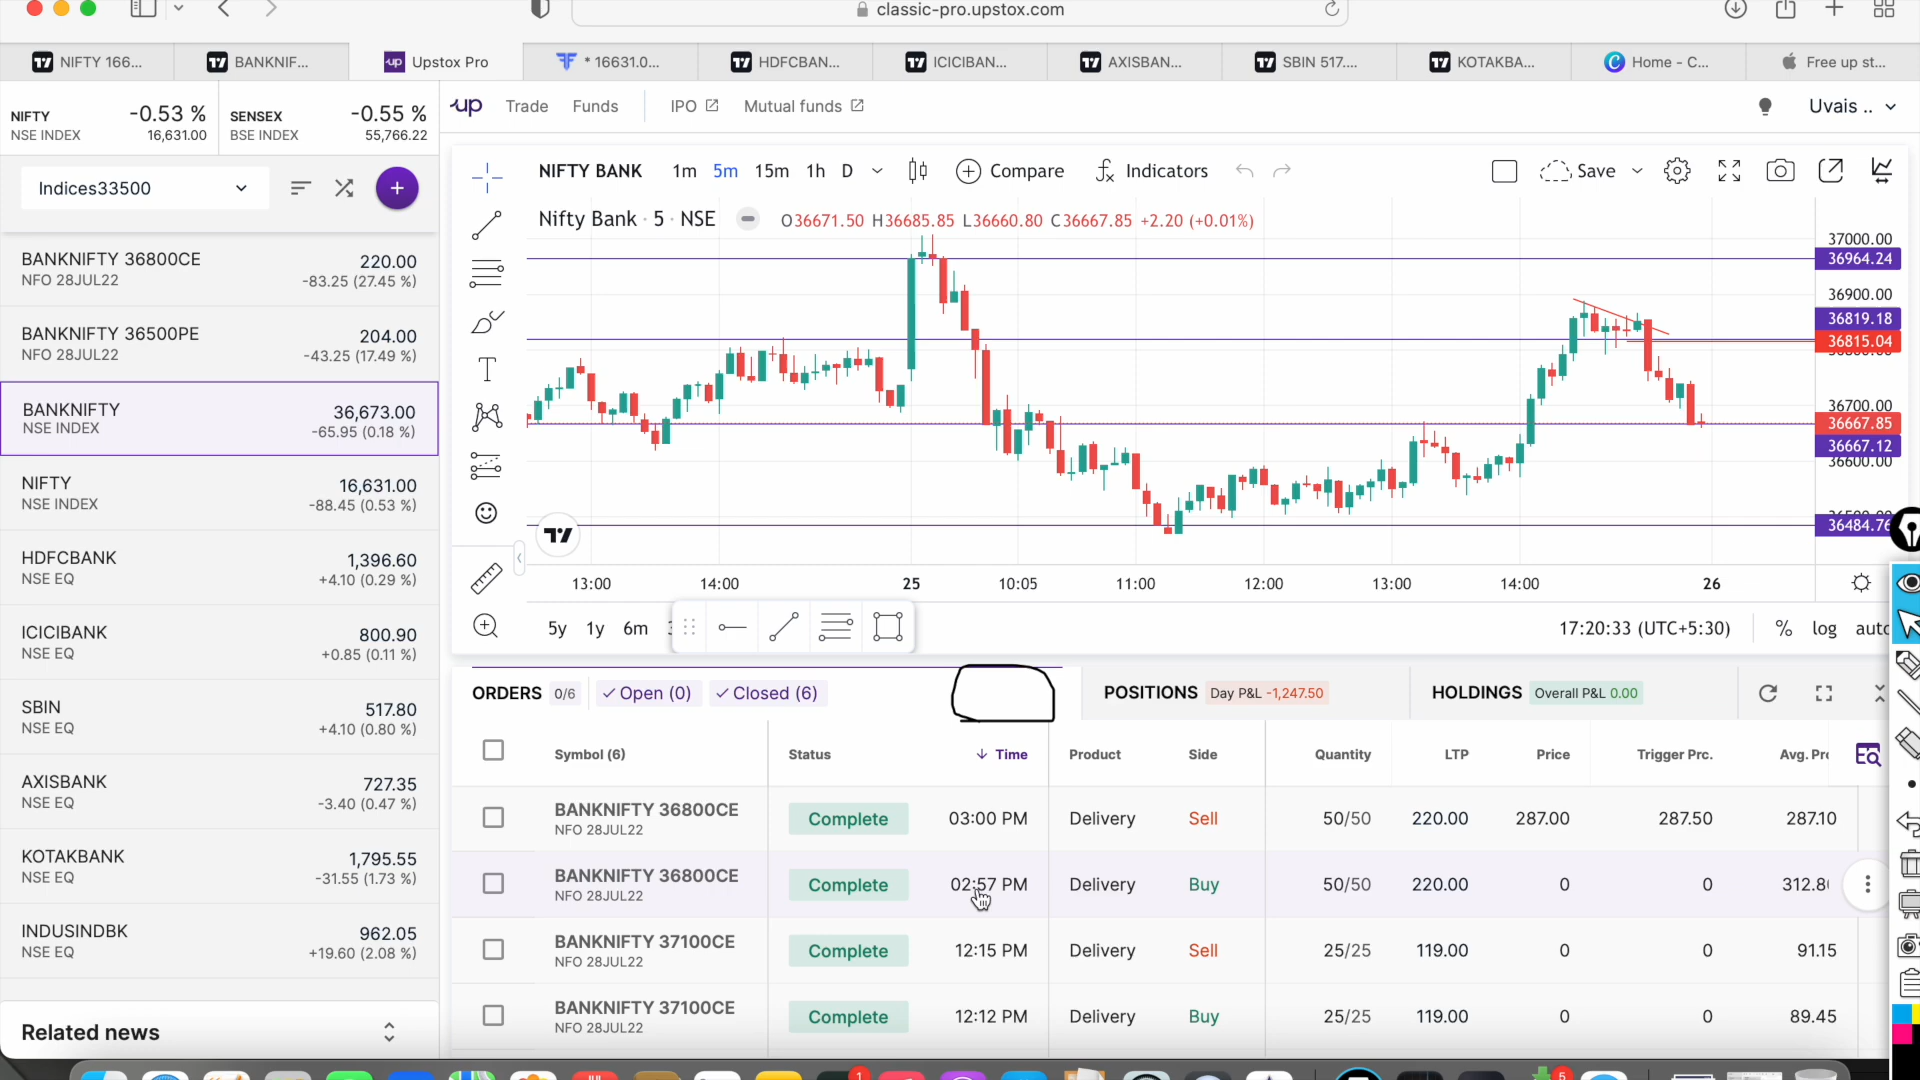 classic-pro.upstox.com
NIFTY 166...
BANKNIF...
Upstox Pro
* 16631.0...
HDFCBAN...
ICICIBAN...
AXISBAN...
SBIN 517....
KOTAKBA...
Home - C...
Free up st...
NIFTY -0.53 %
NSE INDEX 16,631.00
SENSEX -0.55 %
BSE INDEX 55,766.22
up Trade Funds IPO Mutual funds Uvais ..
Indices33500
BANKNIFTY 36800CE 220.00
NFO 28JUL22 -83.25 (27.45 %)
BANKNIFTY 36500PE 204.00
NFO 28JUL22 -43.25 (17.49 %)
BANKNIFTY 36,673.00
NSE INDEX -65.95 (0.18 %)
NIFTY 16,631.00
NSE INDEX -88.45 (0.53 %)
HDFCBANK 1,396.60
NSE EQ +4.10 (0.29 %)
ICICIBANK 800.90
NSE EQ +0.85 (0.11 %)
SBIN 517.80
NSE EQ +4.10 (0.80 %)
AXISBANK 727.35
NSE EQ -3.40 (0.47 %)
KOTAKBANK 1,795.55
NSE EQ -31.55 (1.73 %)
INDUSINDBK 962.05
NSE EQ +19.60 (2.08 %)
Related news
NIFTY BANK 1m 5m 15m 1h D Compare Indicators Save
Nifty Bank · 5 · NSE O36671.50 H36685.85 L36660.80 C36667.85 +2.20 (+0.01%)
37000.00
36964.24
36900.00
36819.18
36815.04
36700.00
36667.85
36667.12
36600.00
36484.76
13:00 14:00 25 10:05 11:00 12:00 13:00 14:00 26
5y 1y 6m 17:20:33 (UTC+5:30) % log auto
ORDERS 0/6 Open (0) Closed (6) POSITIONS Day P&L -1,247.50 HOLDINGS Overall P&L 0.00
Symbol (6) Status Time Product Side Quantity LTP Price Trigger Prc. Avg. Pr
BANKNIFTY 36800CE Complete 03:00 PM Delivery Sell 50/50 220.00 287.00 287.50 287.10
NFO 28JUL22
BANKNIFTY 36800CE Complete 02:57 PM Delivery Buy 50/50 220.00 0 0 312.8
NFO 28JUL22
BANKNIFTY 37100CE Complete 12:15 PM Delivery Sell 25/25 119.00 0 0 91.15
NFO 28JUL22
BANKNIFTY 37100CE Complete 12:12 PM Delivery Buy 25/25 119.00 0 0 89.45
NFO 28JUL22
1
5